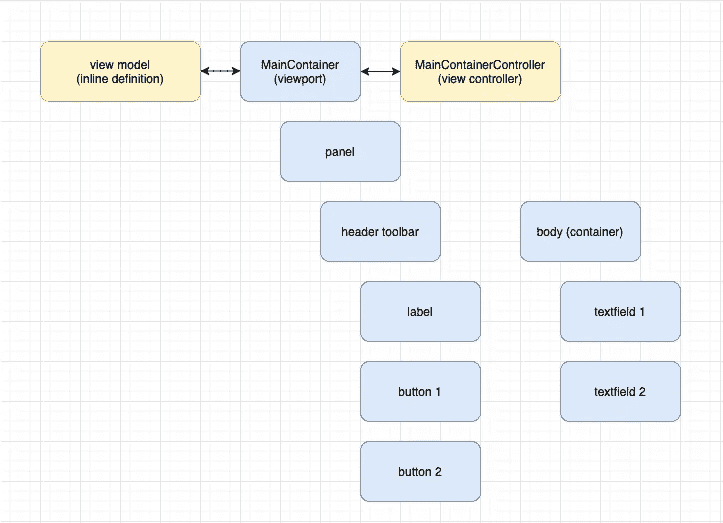 view model
(inline definition)
MainContainer
(viewport)
MainContainerController
(view controller)
panel
header toolbar
body (container)
label
textfield 1
button 1
textfield 2
button 2